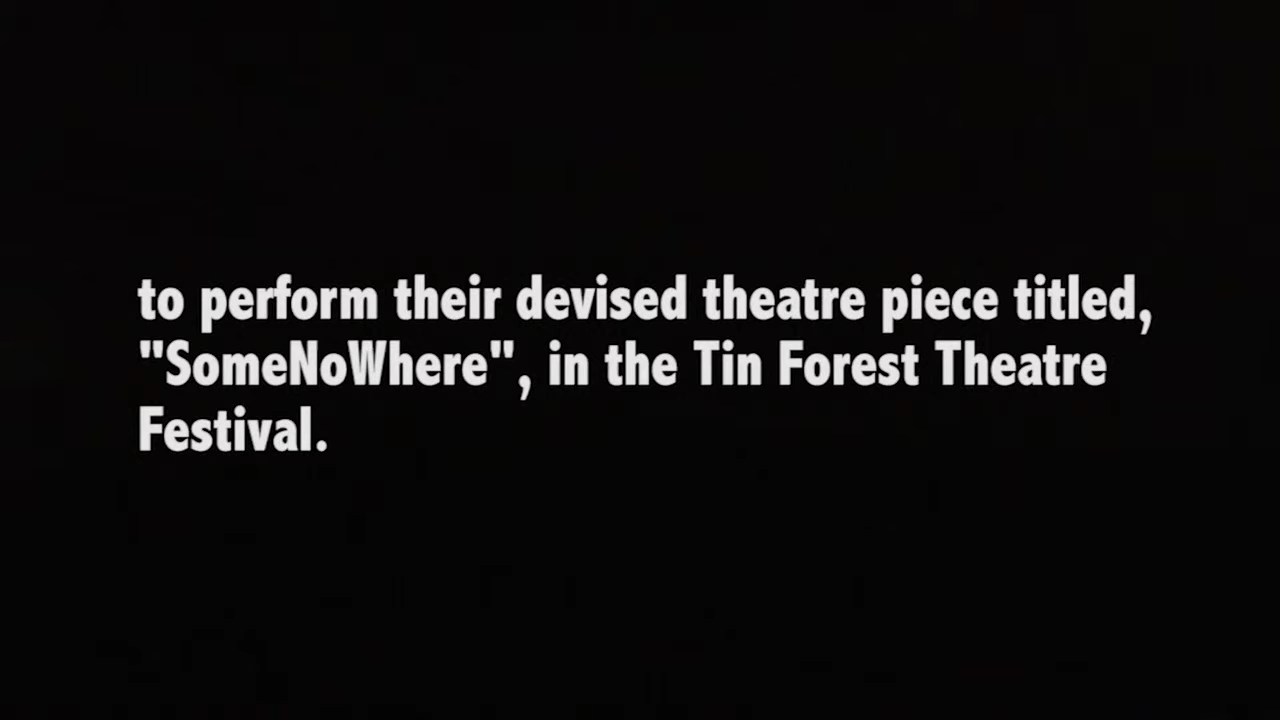 to perform their devised theatre piece titled,
"SomeNoWhere", in the Tin Forest Theatre
Festival.